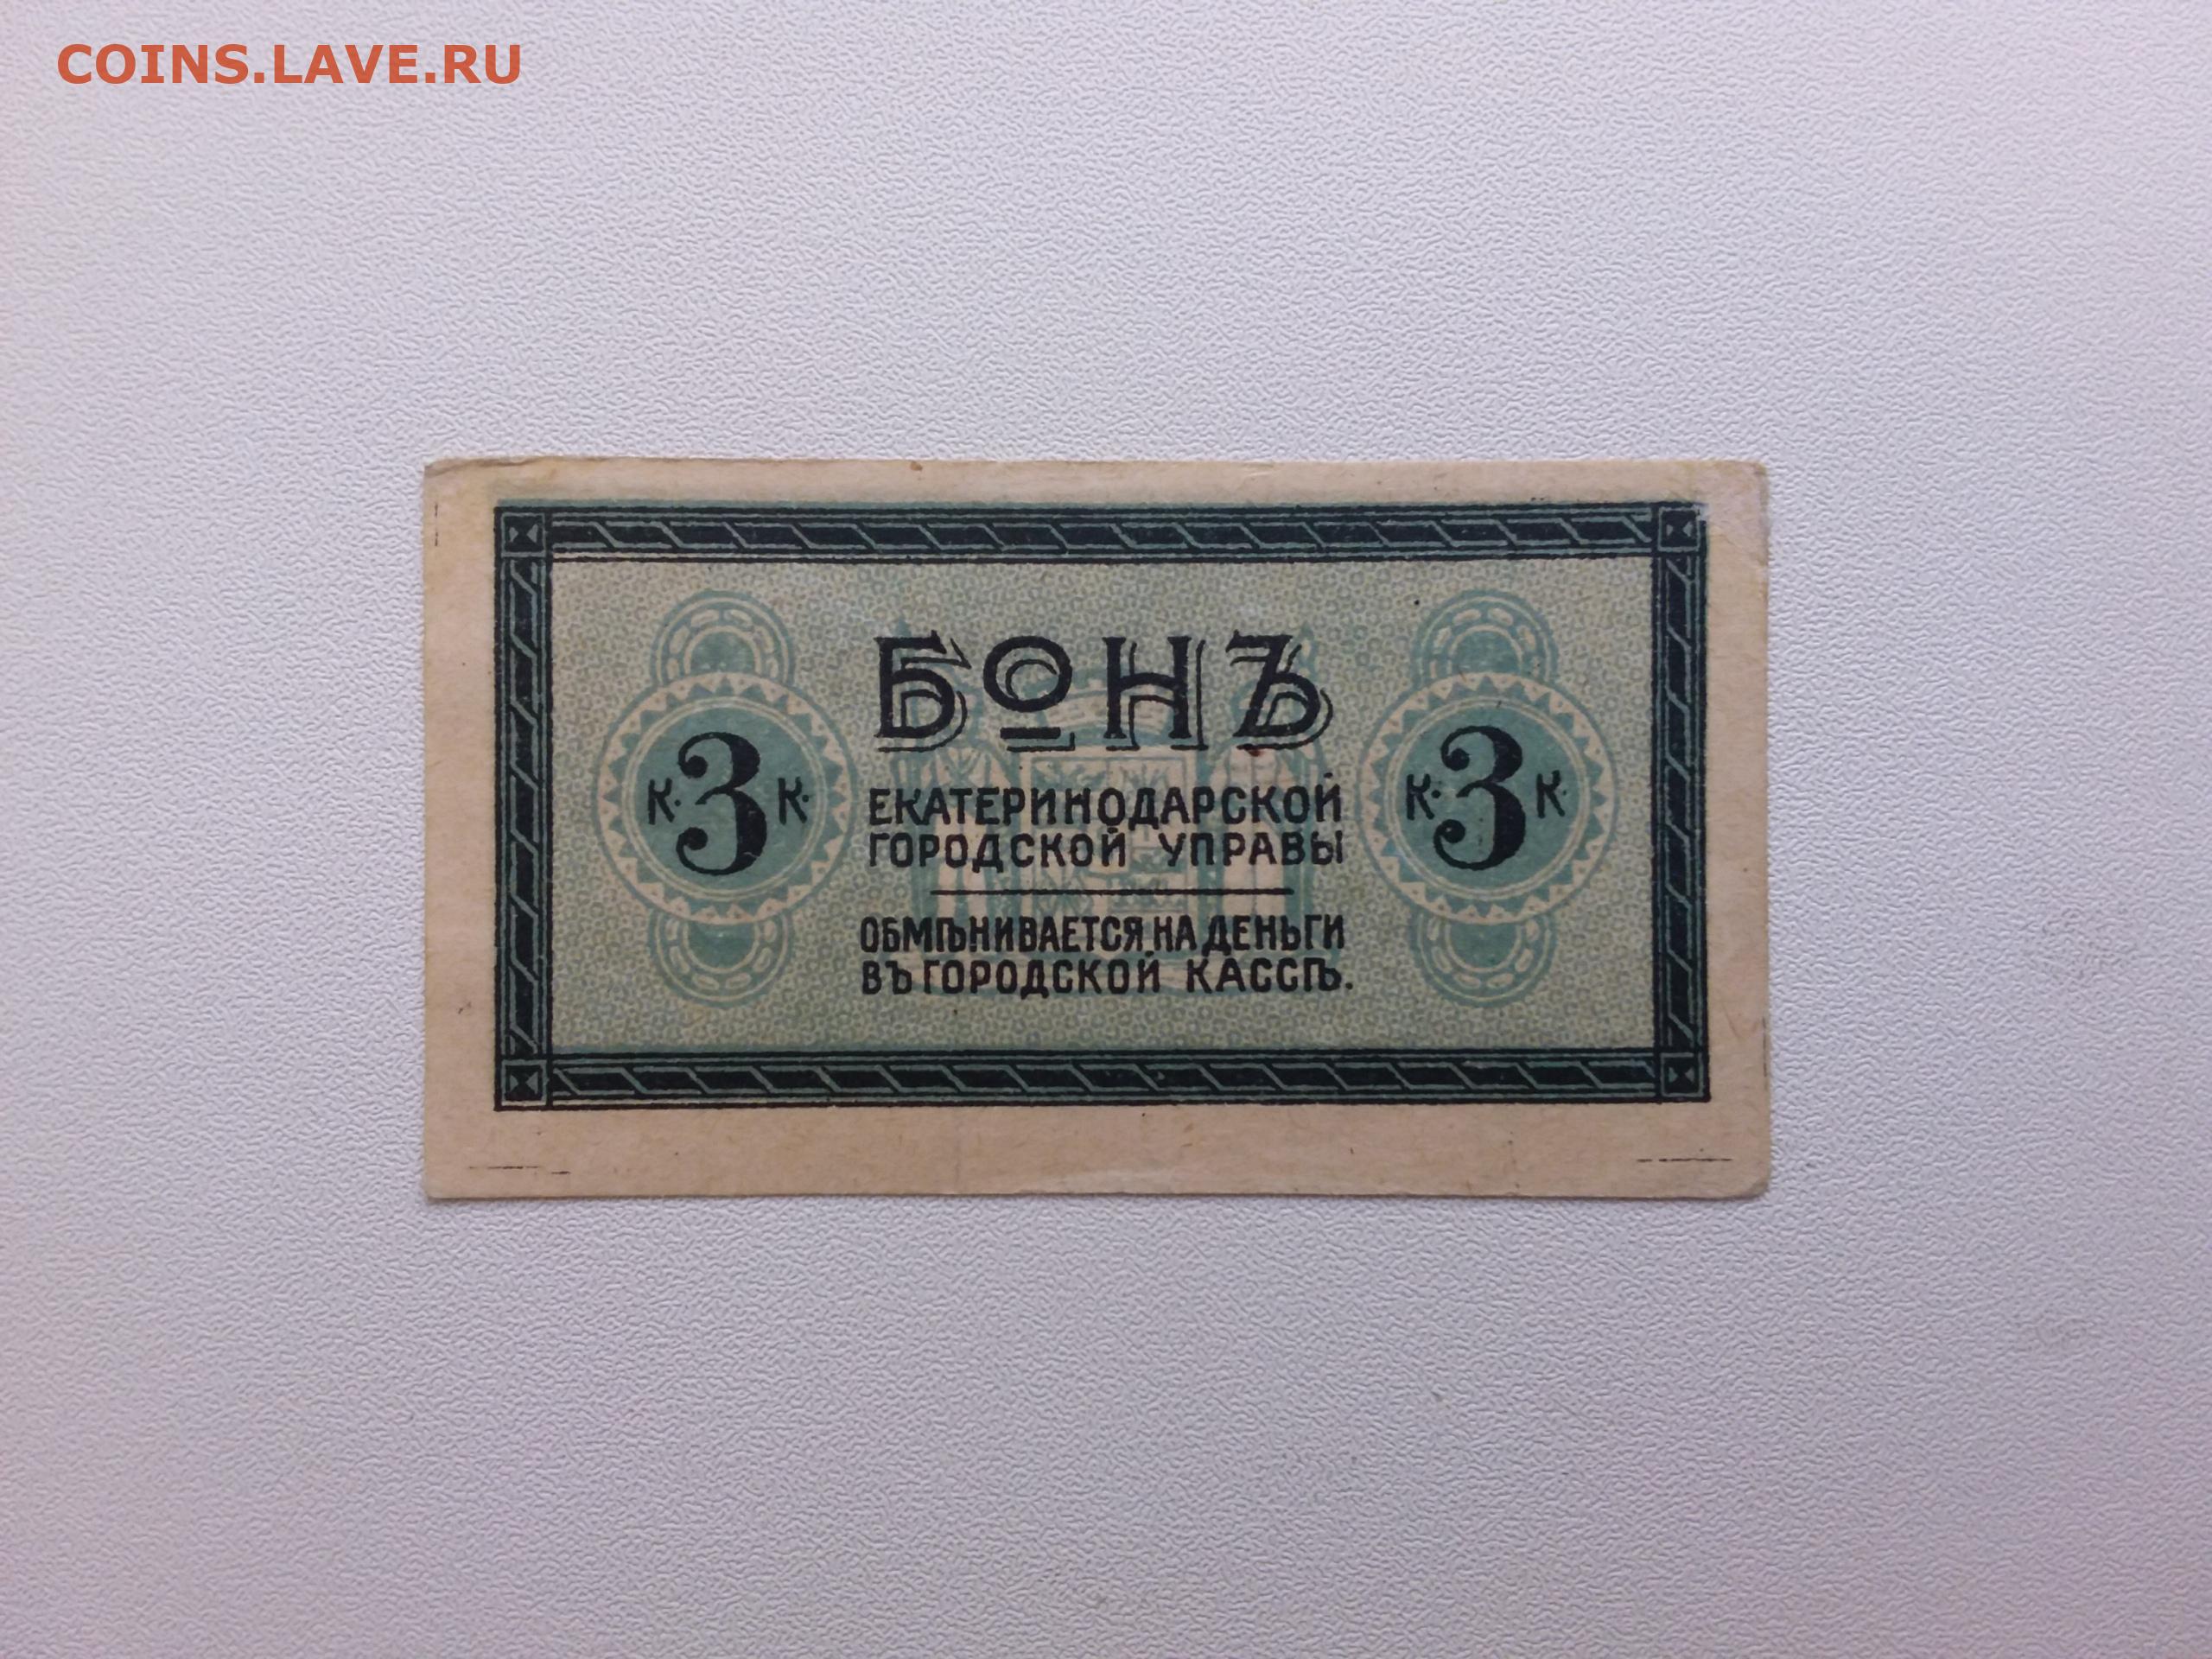 COINS.LAVE.RU
БОНЪ
К. 3 К.
К. 3 К.
ЕКАТЕРИНОДАРСКОЙ
ГОРОДСКОЙ УПРАВЫ
ОБМѢНИВАЕТСЯ НА ДЕНЬГИ
ВЪ ГОРОДСКОЙ КАССѢ.